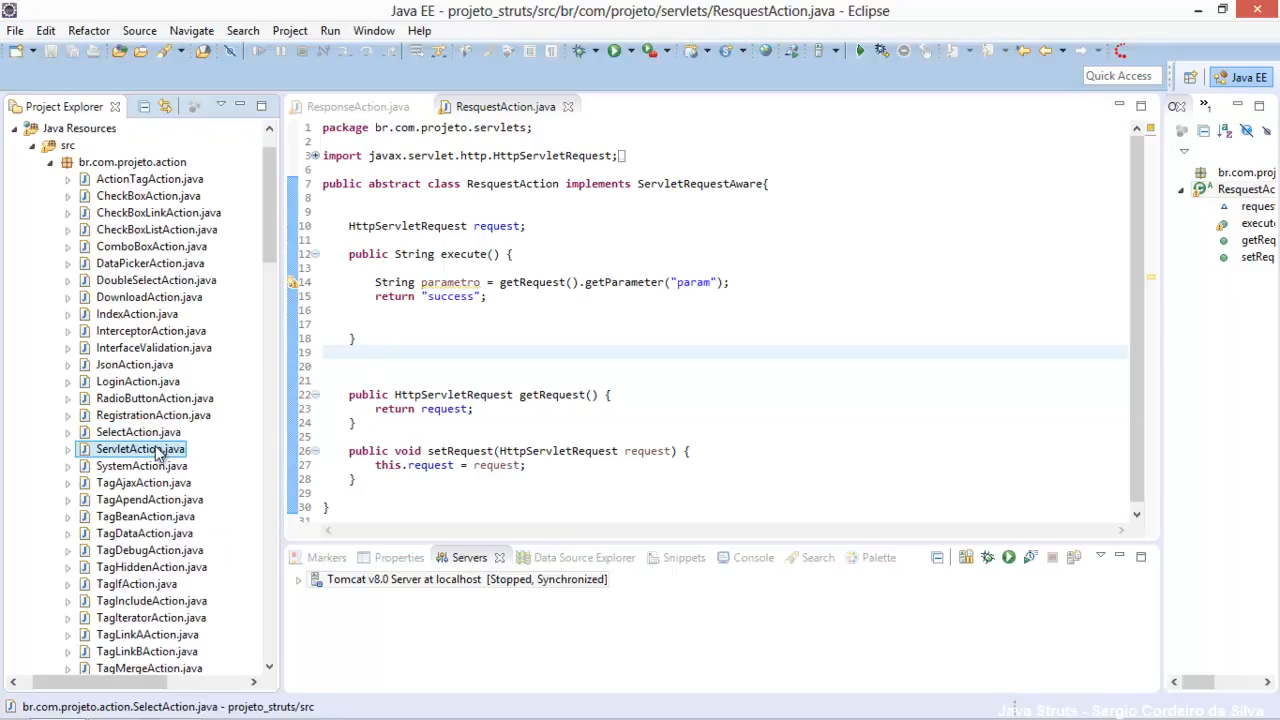 Java EE - projeto_struts/src/br/com/projeto/servlets/ResquestAction.java - Eclipse
File Edit Refactor Source Navigate Search Project Run Window Help
Quick Access
Java EE
Project Explorer
ResponseAction.java
ResquestAction.java
Java Resources
src
br.com.projeto.action
ActionTagAction.java
CheckBoxAction.java
CheckBoxLinkAction.java
CheckBoxListAction.java
ComboBoxAction.java
DataPickerAction.java
DoubleSelectAction.java
DownloadAction.java
IndexAction.java
InterceptorAction.java
InterfaceValidation.java
JsonAction.java
LoginAction.java
RadioButtonAction.java
RegistrationAction.java
SelectAction.java
ServletAction.java
SystemAction.java
TagAjaxAction.java
TagApendAction.java
TagBeanAction.java
TagDataAction.java
TagDebugAction.java
TagHiddenAction.java
TagIfAction.java
TagIncludeAction.java
TagIteratorAction.java
TagLinkAAction.java
TagLinkBAction.java
TagMergeAction.java
1 package br.com.projeto.servlets;
2
3 import javax.servlet.http.HttpServletRequest;
6
7 public abstract class ResquestAction implements ServletRequestAware{
8
9
10 HttpServletRequest request;
11
12 public String execute() {
13
14 String parametro = getRequest().getParameter("param");
15 return "success";
16
17
18 }
19
20
21
22 public HttpServletRequest getRequest() {
23 return request;
24 }
25
26 public void setRequest(HttpServletRequest request) {
27 this.request = request;
28 }
29
30 }
31
br.com.proj
ResquestAc
reques
execute
getReq
setReq
Markers Properties Servers Data Source Explorer Snippets Console Search Palette
Tomcat v8.0 Server at localhost [Stopped, Synchronized]
br.com.projeto.action.SelectAction.java - projeto_struts/src
Java Struts - Sergio Cordeiro da Silva